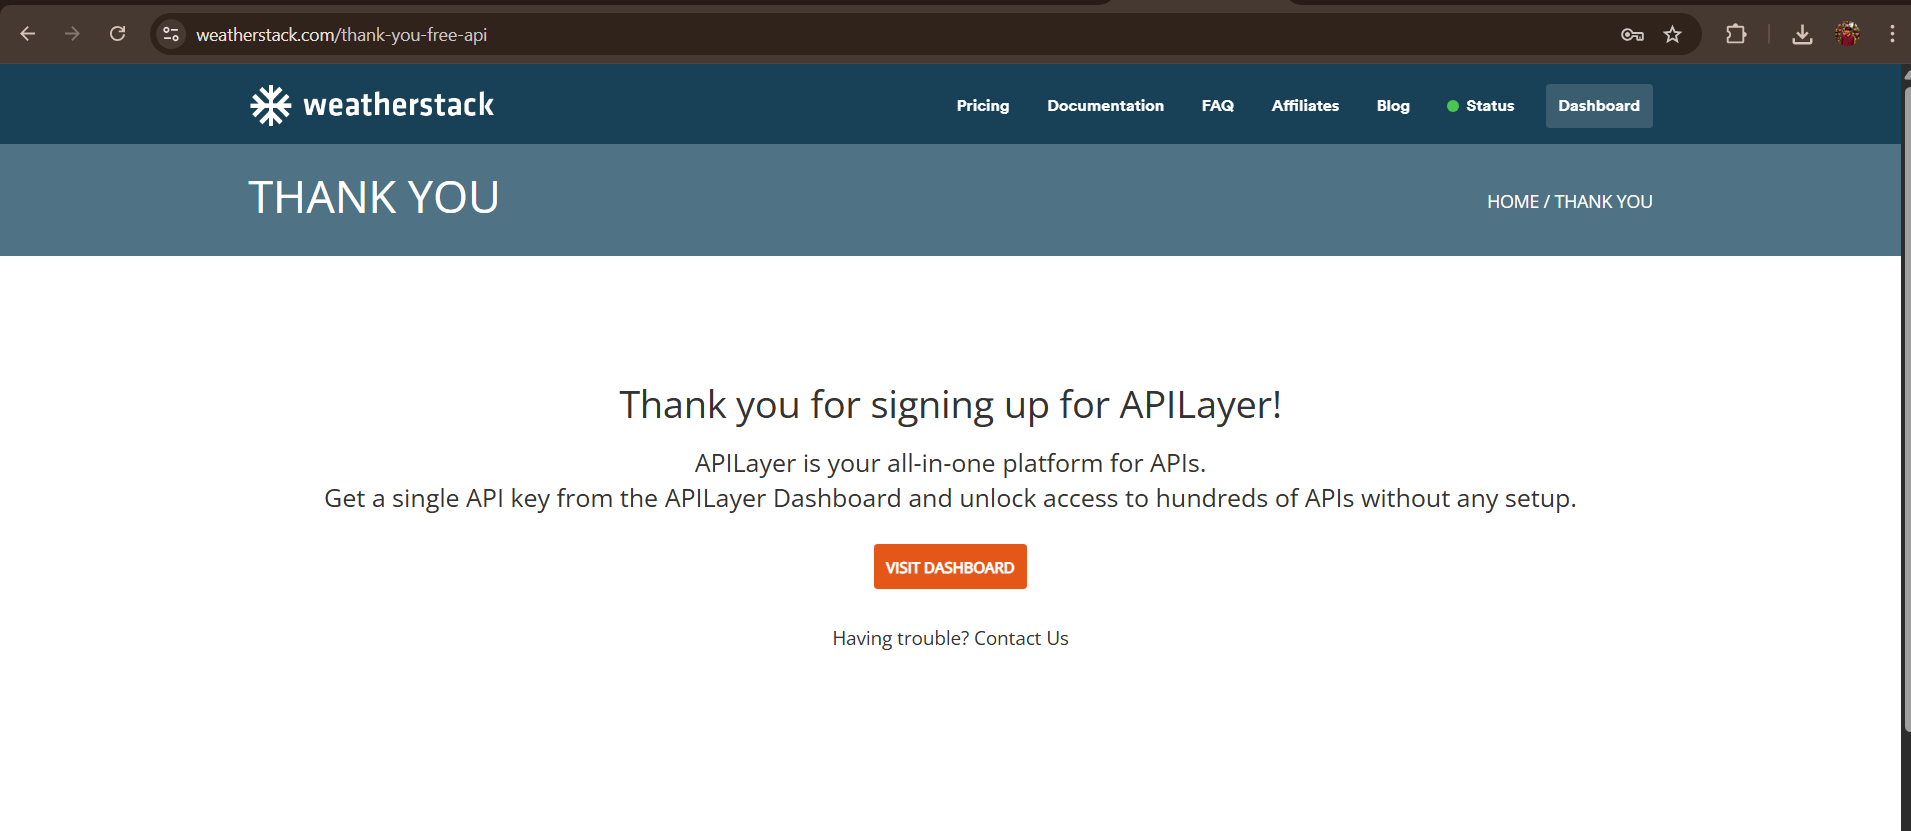 weatherstack.com/thank-you-free-api
weatherstack
Pricing
Documentation
FAQ
Affiliates
Blog
Status
Dashboard
THANK YOU
HOME / THANK YOU
Thank you for signing up for APILayer!
APILayer is your all-in-one platform for APIs.
Get a single API key from the APILayer Dashboard and unlock access to hundreds of APIs without any setup.
VISIT DASHBOARD
Having trouble? Contact Us